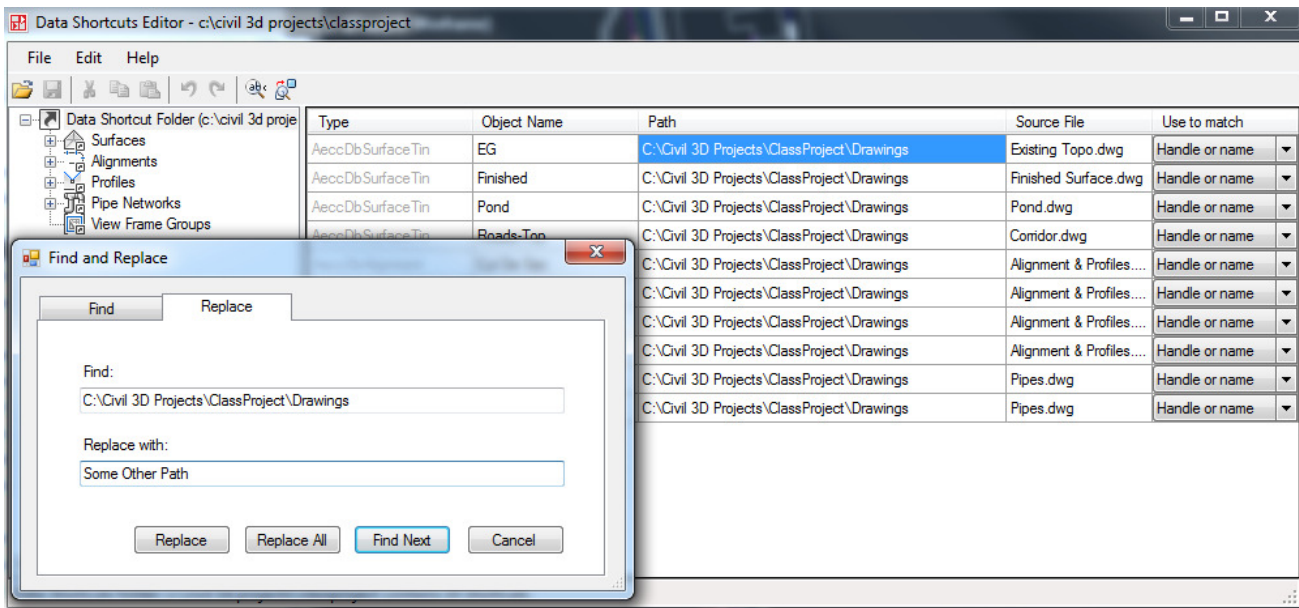 Data Shortcuts Editor - c:\civil 3d projects\classproject
File Edit Help
Data Shortcut Folder (c:\civil 3d proje
Surfaces
Alignments
Profiles
Pipe Networks
View Frame Groups
Type Object Name Path Source File Use to match
AeccDbSurfaceTin EG C:\Civil 3D Projects\ClassProject\Drawings Existing Topo.dwg Handle or name
AeccDbSurfaceTin Finished C:\Civil 3D Projects\ClassProject\Drawings Finished Surface.dwg Handle or name
AeccDbSurfaceTin Pond C:\Civil 3D Projects\ClassProject\Drawings Pond.dwg Handle or name
AeccDbSurfaceTin Roads-Top C:\Civil 3D Projects\ClassProject\Drawings Corridor.dwg Handle or name
C:\Civil 3D Projects\ClassProject\Drawings Alignment & Profiles.... Handle or name
C:\Civil 3D Projects\ClassProject\Drawings Alignment & Profiles.... Handle or name
C:\Civil 3D Projects\ClassProject\Drawings Alignment & Profiles.... Handle or name
C:\Civil 3D Projects\ClassProject\Drawings Alignment & Profiles.... Handle or name
C:\Civil 3D Projects\ClassProject\Drawings Pipes.dwg Handle or name
C:\Civil 3D Projects\ClassProject\Drawings Pipes.dwg Handle or name
Find and Replace
Find Replace
Find:
C:\Civil 3D Projects\ClassProject\Drawings
Replace with:
Some Other Path
Replace Replace All Find Next Cancel